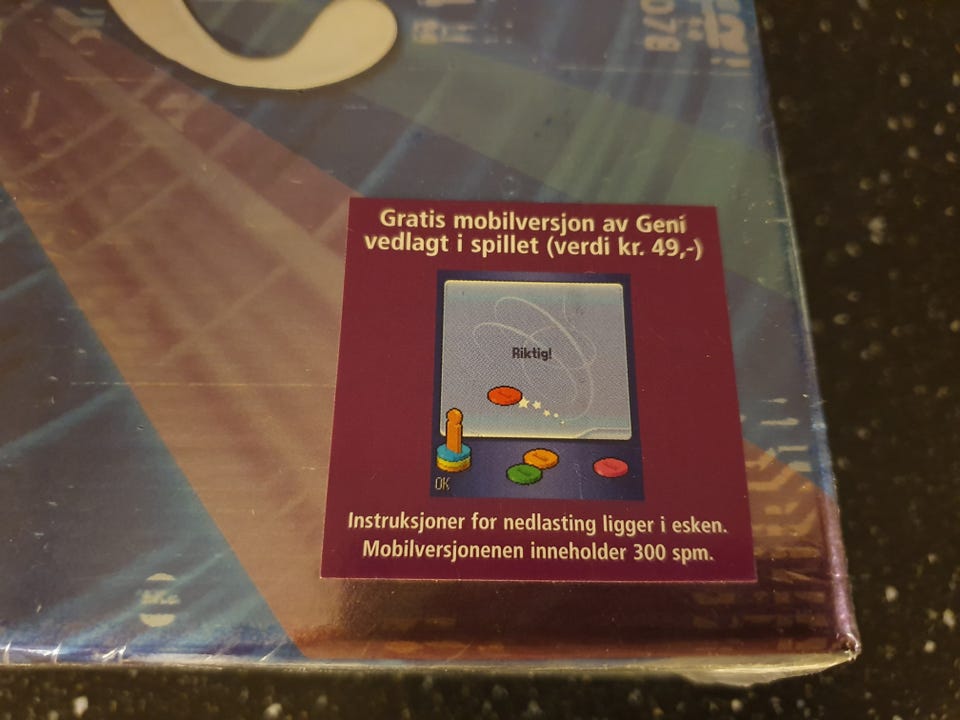 Gratis mobilversjon av Geni
vedlagt i spillet (verdi kr. 49,-)
Riktig!
OK
Instruksjoner for nedlasting ligger i esken.
Mobilversjonenen inneholder 300 spm.